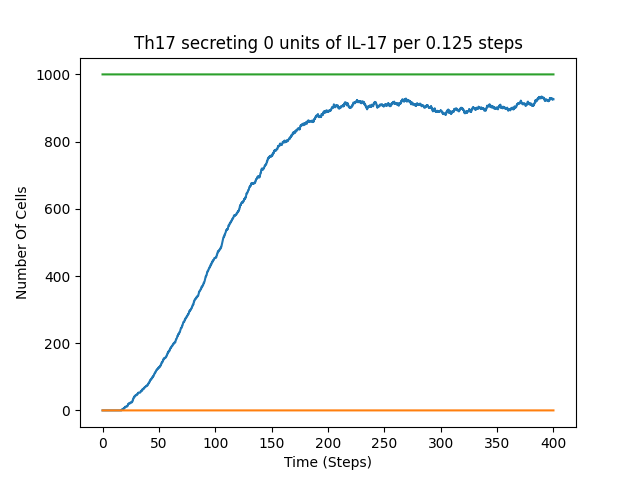 Th17 secreting 0 units of IL-17 per 0.125 steps
Number Of Cells
1000
800
600
400
200
0
0 50 100 150 200 250 300 350 400
Time (Steps)